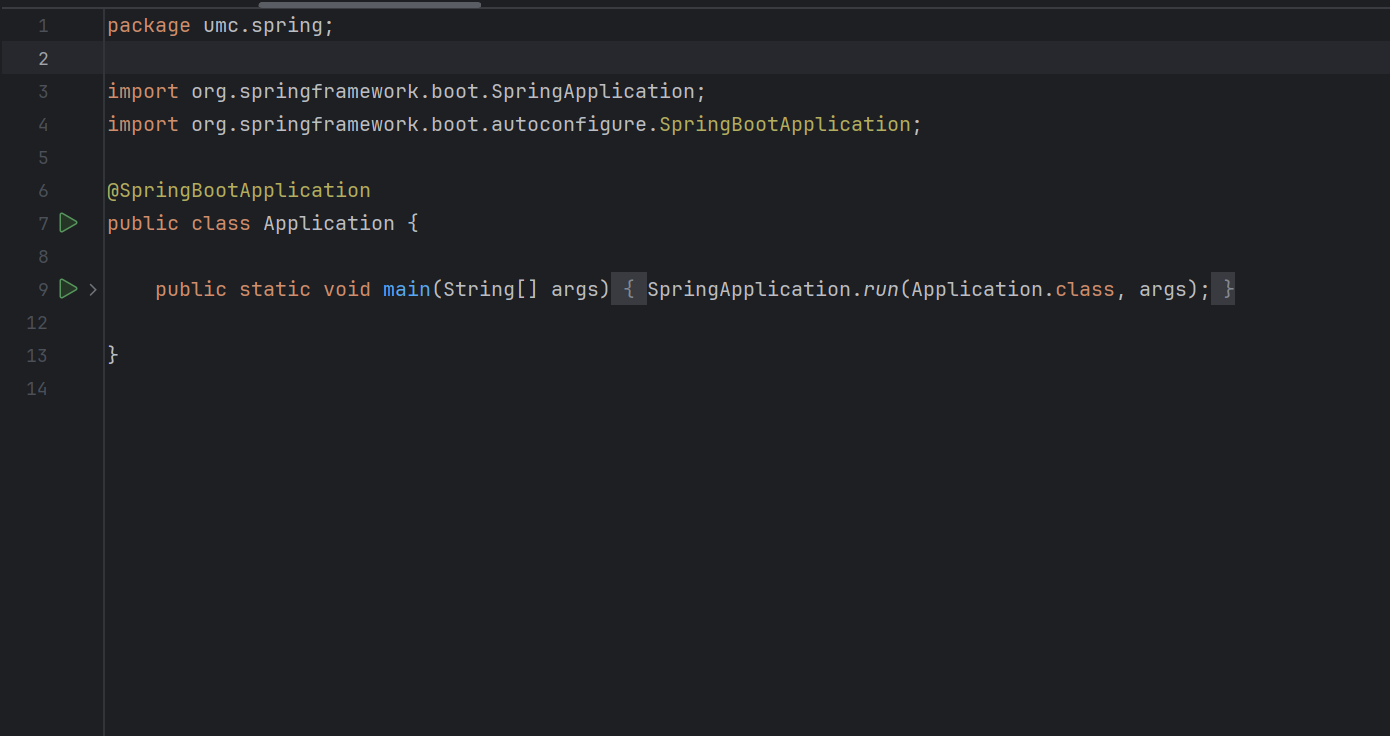 1 package umc.spring;
2
3 import org.springframework.boot.SpringApplication;
4 import org.springframework.boot.autoconfigure.SpringBootApplication;
5
6 @SpringBootApplication
7 public class Application {
8
9 public static void main(String[] args) { SpringApplication.run(Application.class, args); }
12
13 }
14